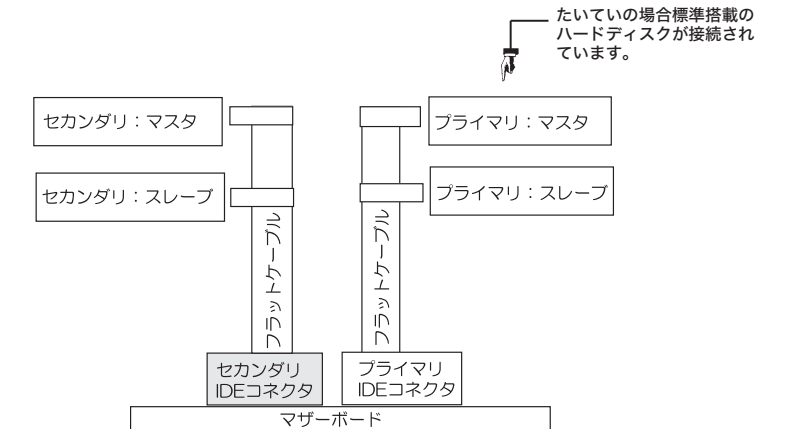 たいていの場合標準搭載の
ハードディスクが接続され
ています。
セカンダリ：マスタ
プライマリ：マスタ
セカンダリ：スレーブ
プライマリ：スレーブ
フラットケーブル
フラットケーブル
セカンダリ
IDEコネクタ
プライマリ
IDEコネクタ
マザーボード